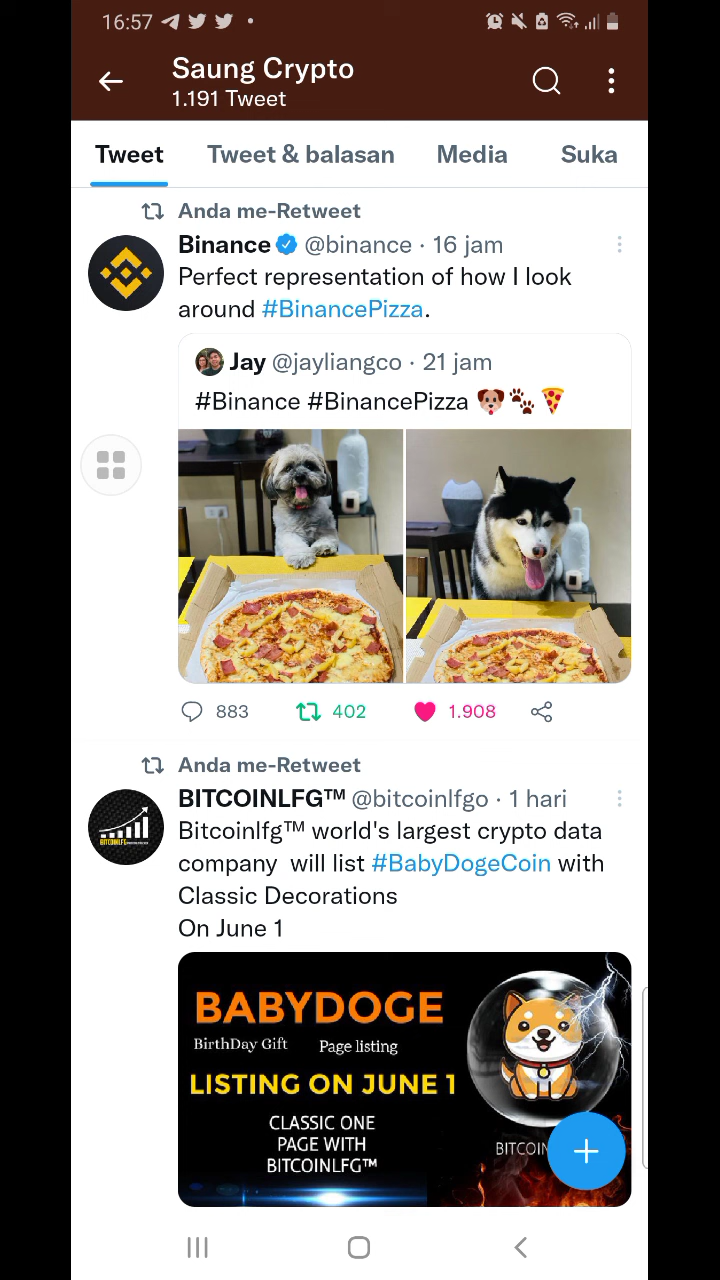 16:57
Saung Crypto
1.191 Tweet
Tweet Tweet & balasan Media Suka
Anda me-Retweet
Binance @binance · 16 jam
Perfect representation of how I look
around #BinancePizza.
Jay @jayliangco · 21 jam
#Binance #BinancePizza 🐶🐾🍕
883 402 1.908
Anda me-Retweet
BITCOINLFG™ @bitcoinlfgo · 1 hari
Bitcoinlfg™ world's largest crypto data
company will list #BabyDogeCoin with
Classic Decorations
On June 1
BABYDOGE
BirthDay Gift Page listing
LISTING ON JUNE 1
CLASSIC ONE
PAGE WITH
BITCOINLFG™
BITCOIN